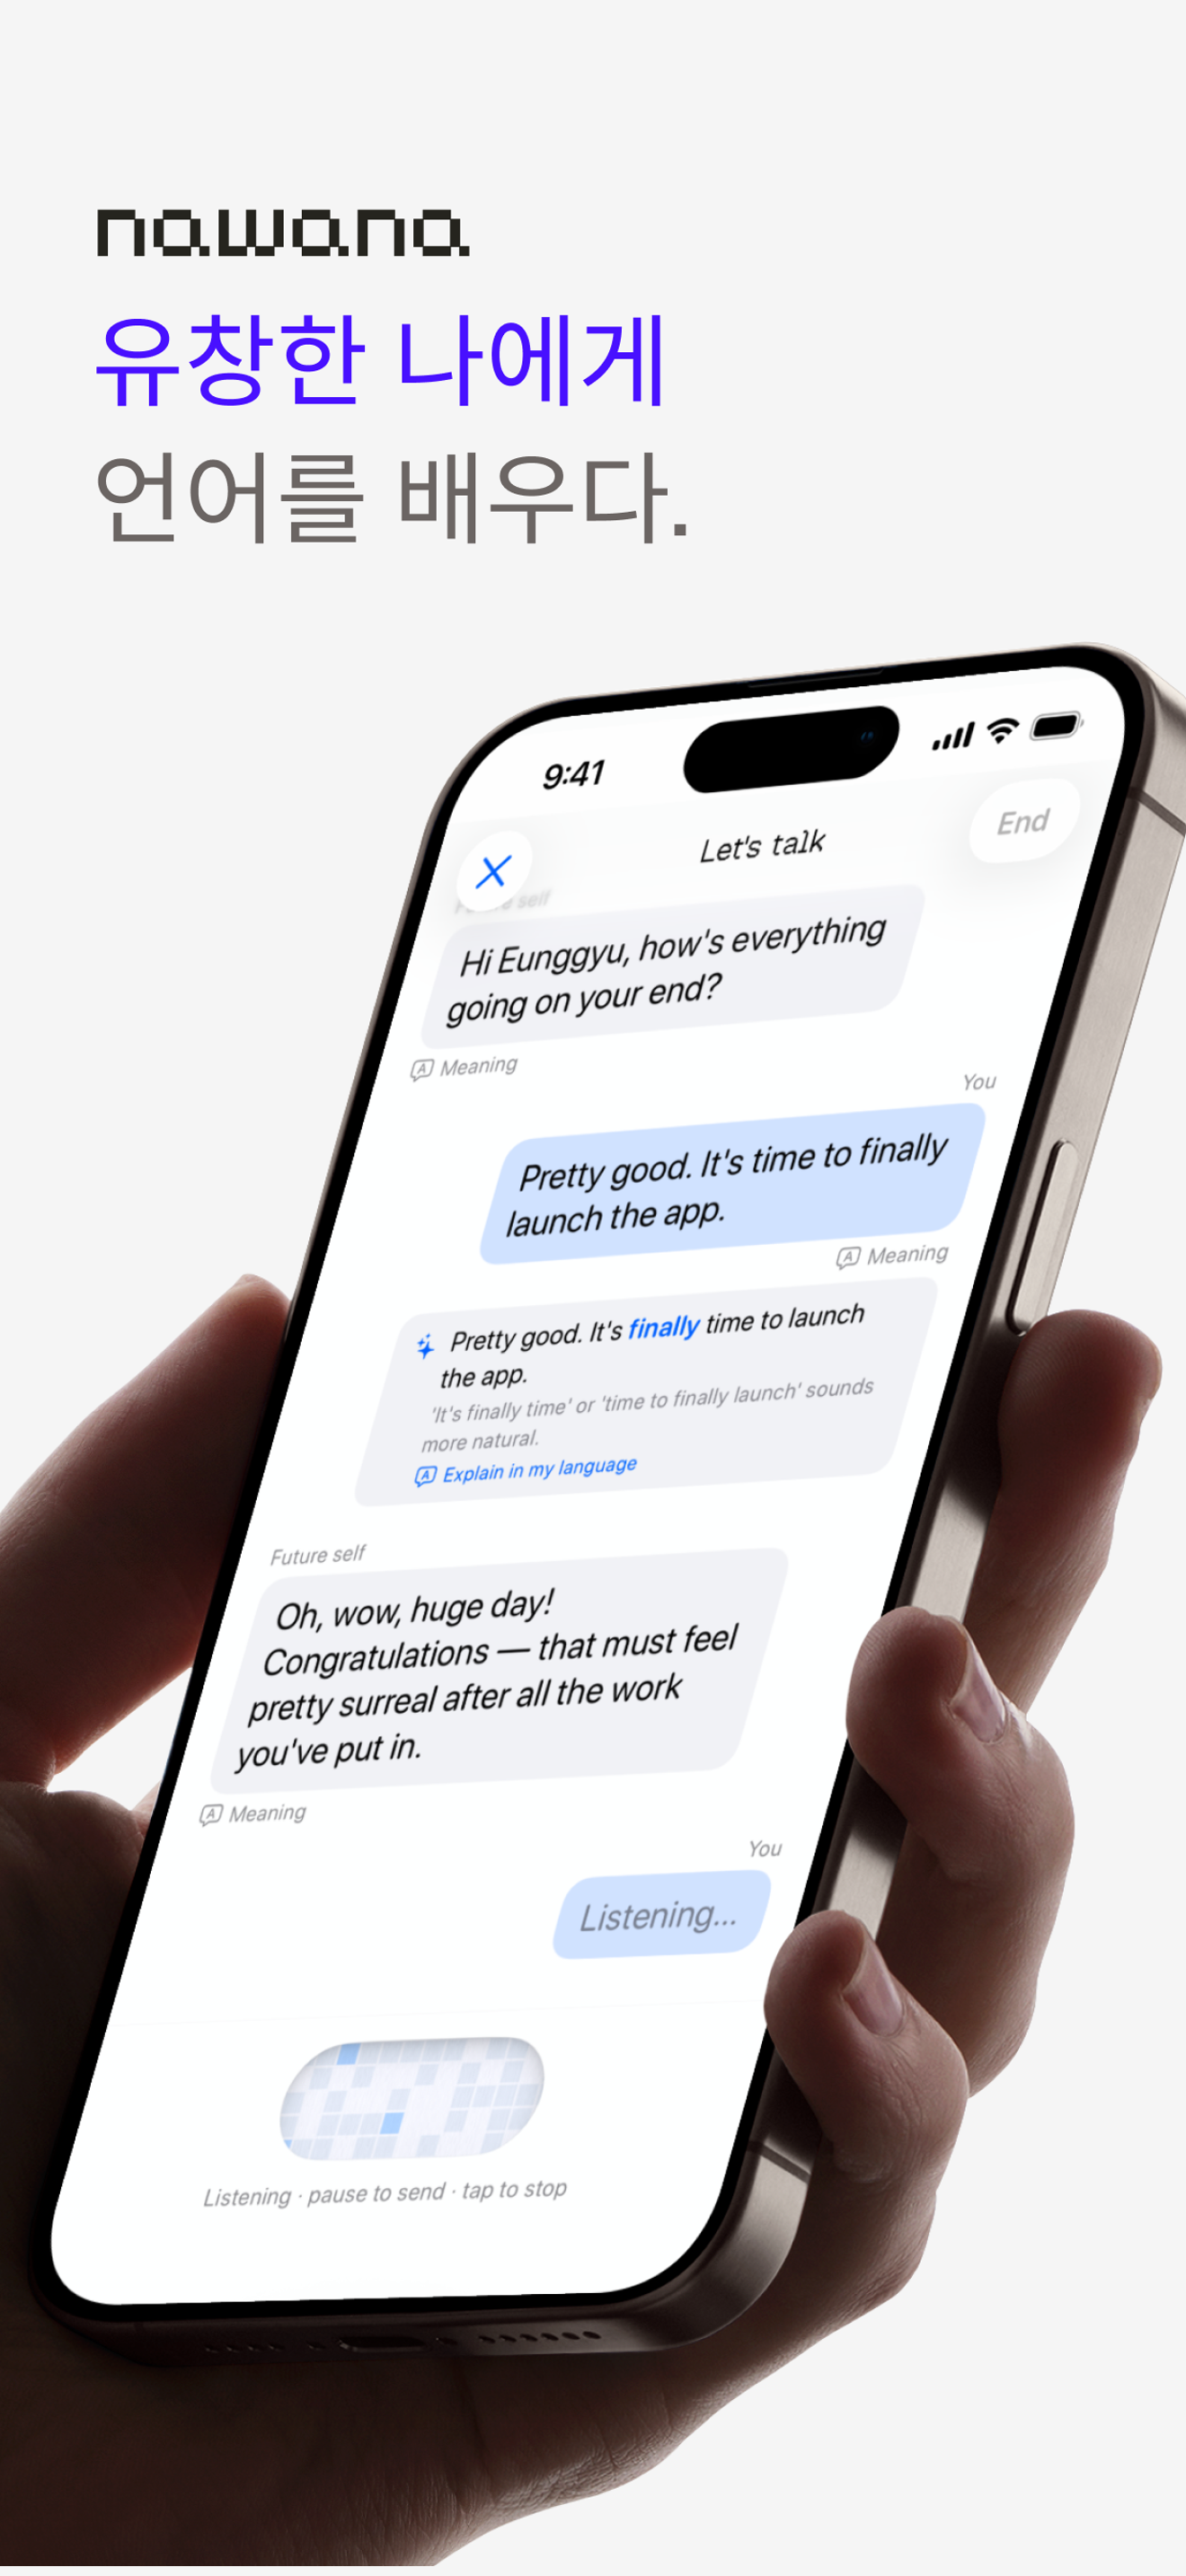 nawana
유창한 나에게
언어를 배우다.
9:41
Let's talk
End
Future self
Hi Eunggyu, how's everything
going on your end?
Meaning
You
Pretty good. It's time to finally
launch the app.
Meaning
Pretty good. It's finally time to launch
the app.
'It's finally time' or 'time to finally launch' sounds
more natural.
Explain in my language
Future self
Oh, wow, huge day!
Congratulations — that must feel
pretty surreal after all the work
you've put in.
Meaning
You
Listening...
Listening · pause to send · tap to stop